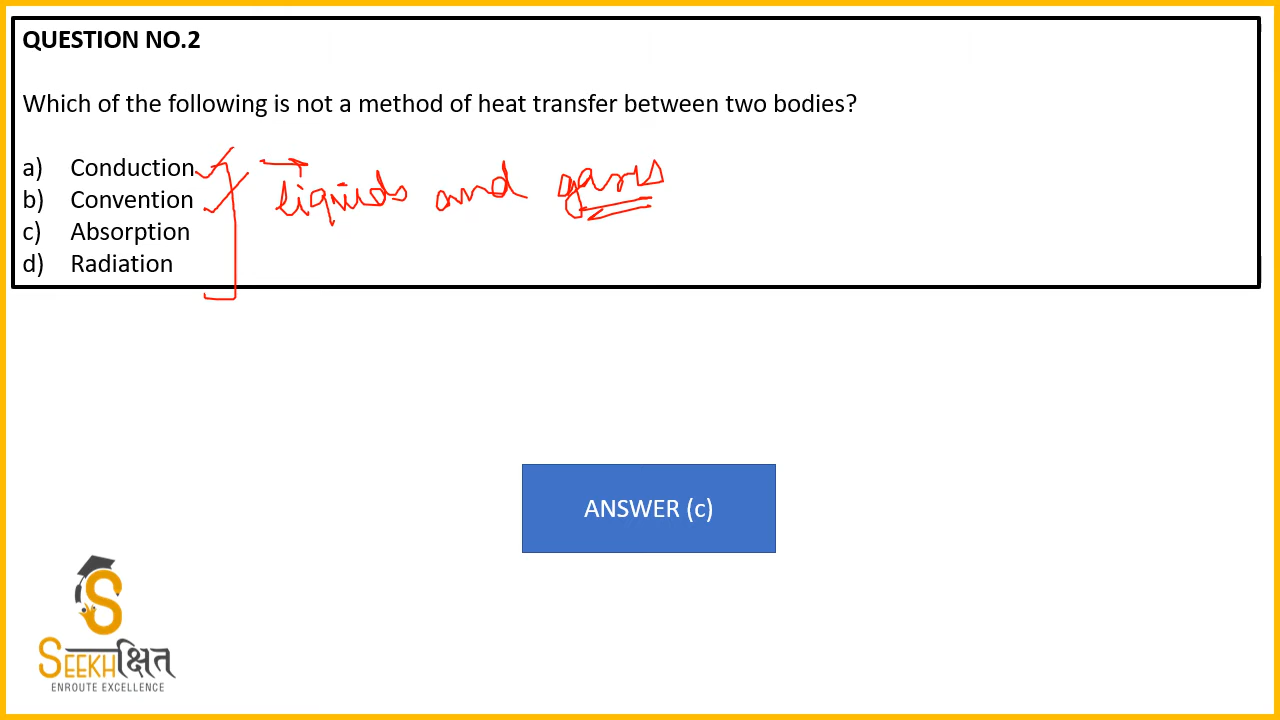 QUESTION NO.2
Which of the following is not a method of heat transfer between two bodies?
a) Conduction
b) Convention
c) Absorption
d) Radiation
liquids and gases
ANSWER (c)
S
SEEKHक्षित
ENROUTE EXCELLENCE